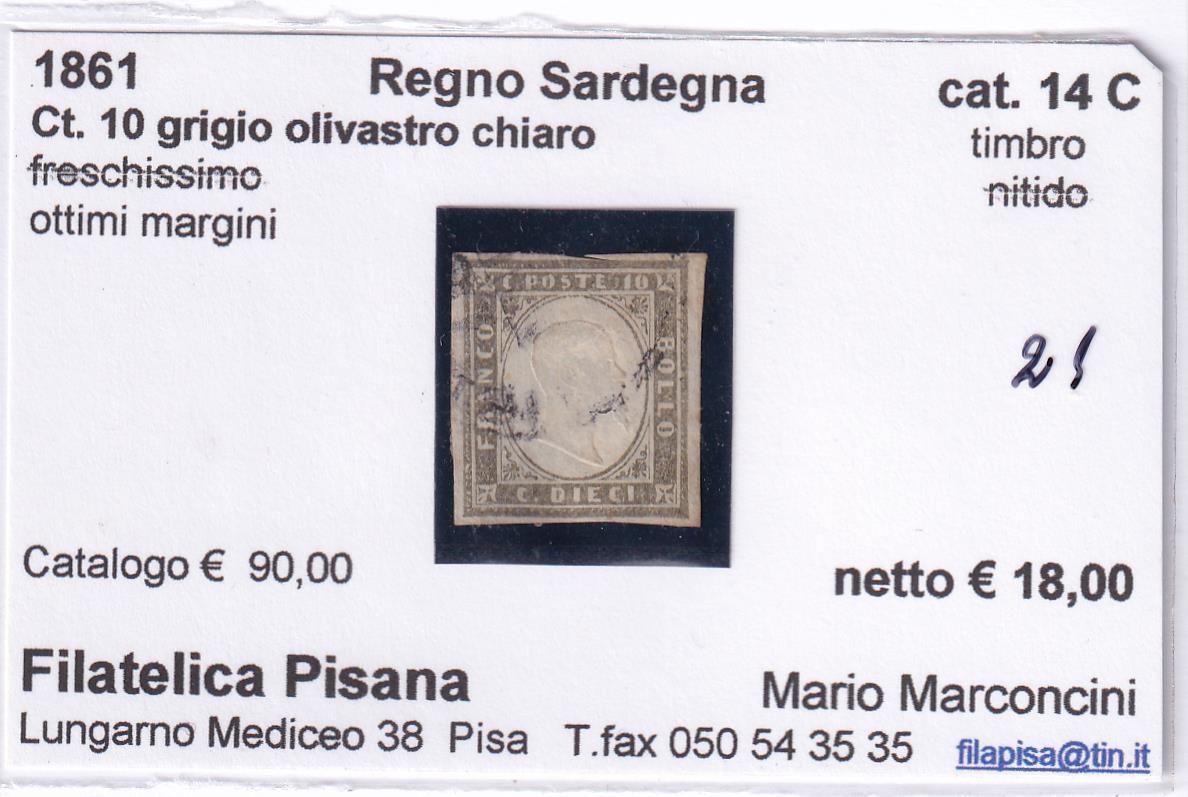 1861 Regno Sardegna cat. 14 C
Ct. 10 grigio olivastro chiaro timbro
freschissimo nitido
ottimi margini
C. POSTE 10
FRANCO
BOLLO
C. DIECI
21
Catalogo € 90,00 netto € 18,00
Filatelica Pisana Mario Marconcini
Lungarno Mediceo 38 Pisa T.fax 050 54 35 35 filapisa@tin.it